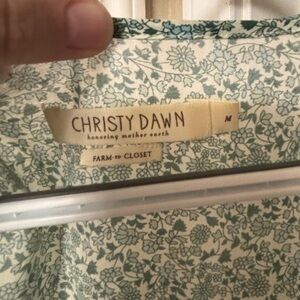 CHRISTY DAWN
honoring mother earth
M
FARM TO CLOSET